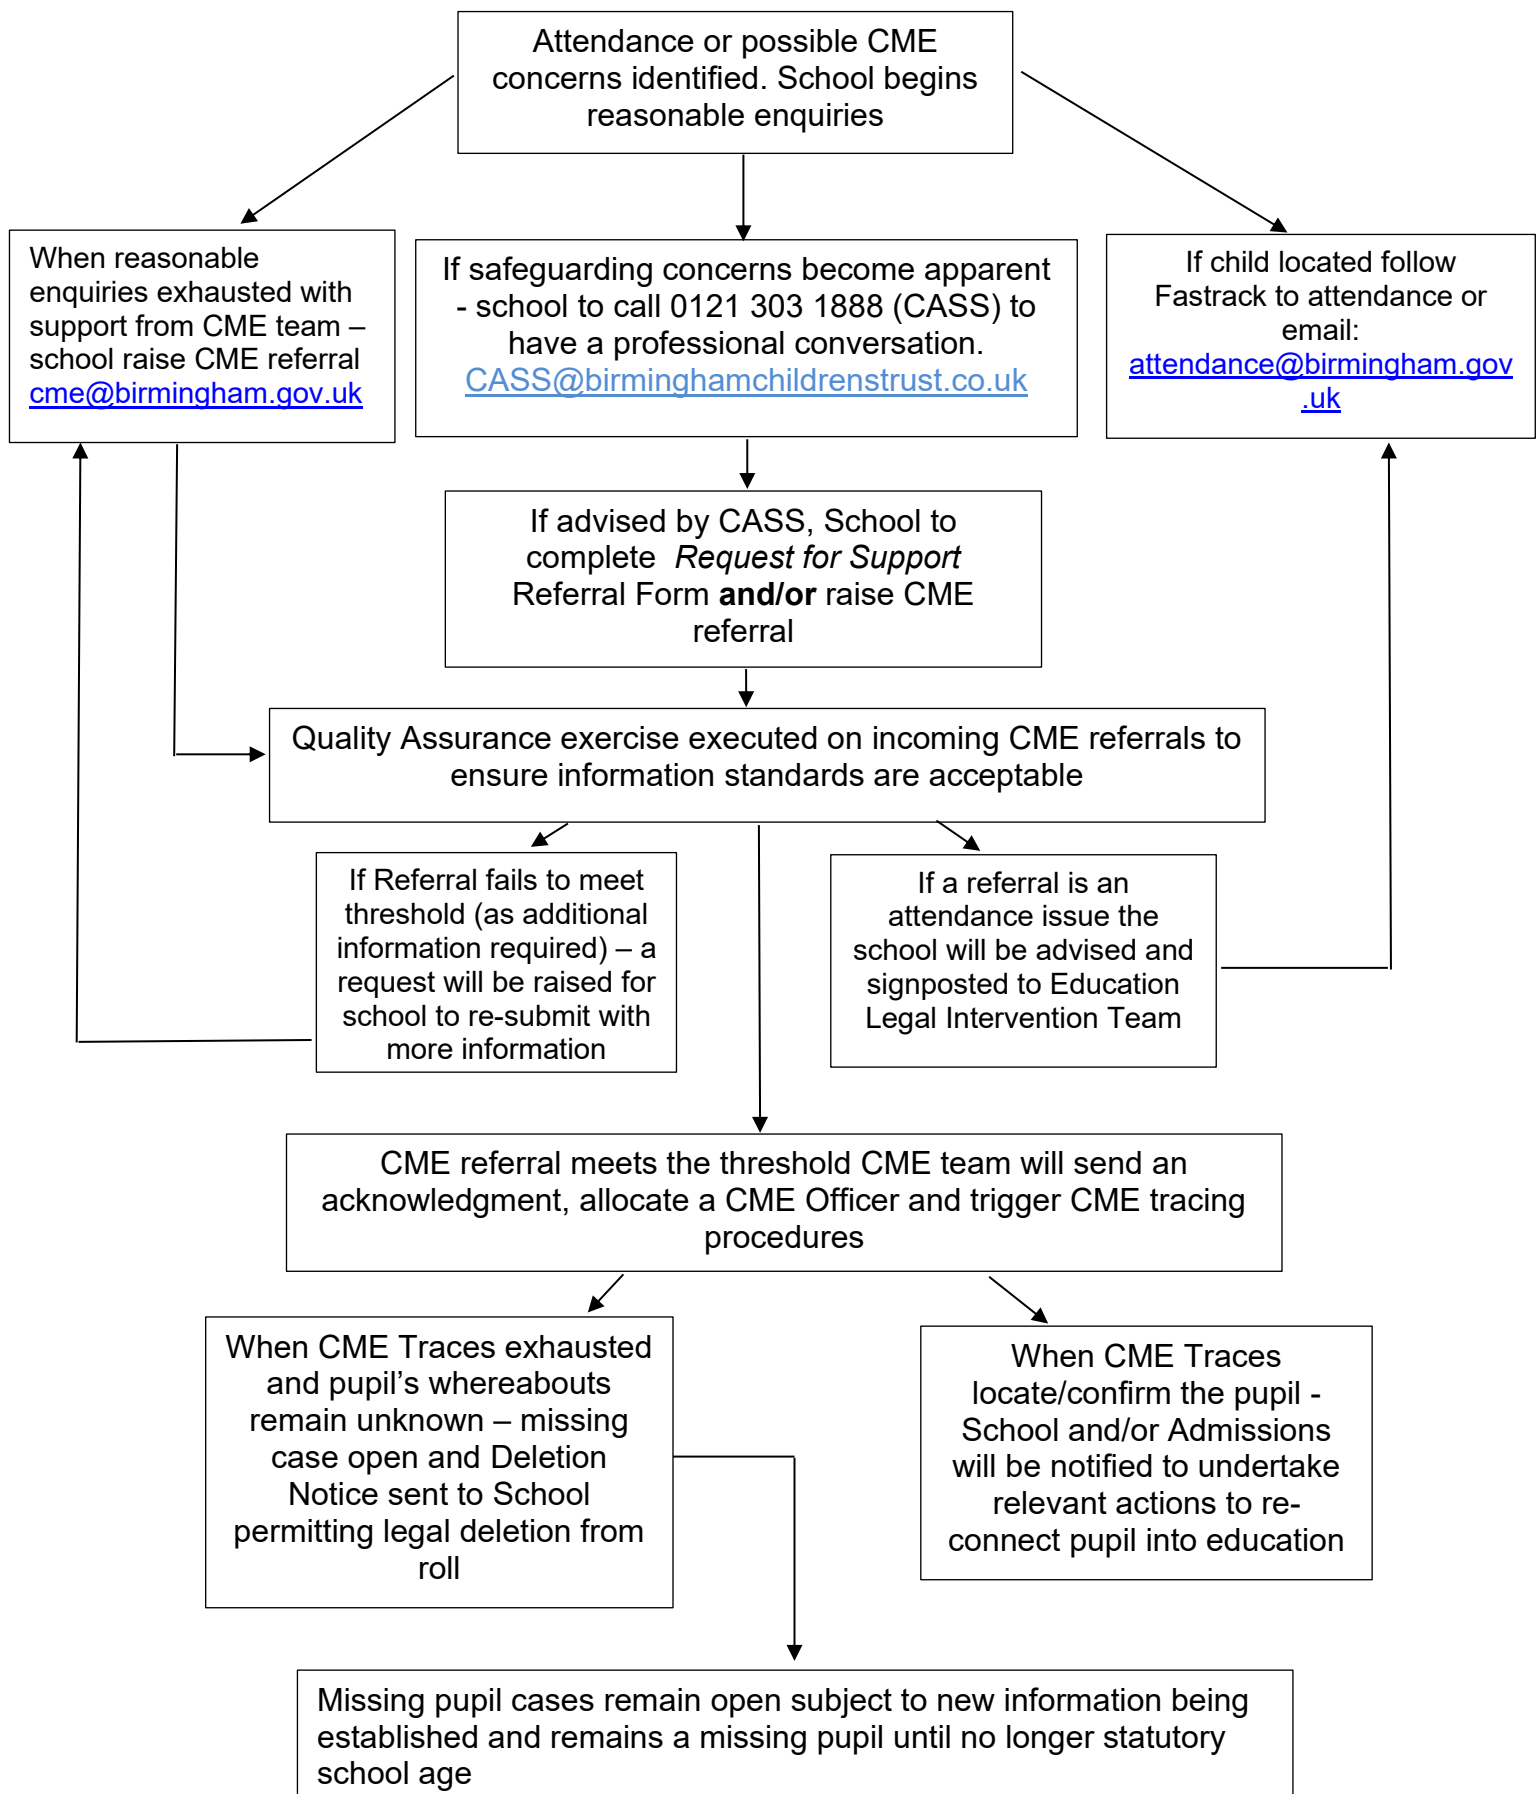 Attendance or possible CME
concerns identified. School begins
reasonable enquiries
When reasonable
enquiries exhausted with
support from CME team –
school raise CME referral
cme@birmingham.gov.uk
If safeguarding concerns become apparent
- school to call 0121 303 1888 (CASS) to
have a professional conversation.
CASS@birminghamchildrenstrust.co.uk
If child located follow
Fastrack to attendance or
email:
attendance@birmingham.gov
.uk
If advised by CASS, School to
complete Request for Support
Referral Form and/or raise CME
referral
Quality Assurance exercise executed on incoming CME referrals to
ensure information standards are acceptable
If Referral fails to meet
threshold (as additional
information required) – a
request will be raised for
school to re-submit with
more information
If a referral is an
attendance issue the
school will be advised and
signposted to Education
Legal Intervention Team
CME referral meets the threshold CME team will send an
acknowledgment, allocate a CME Officer and trigger CME tracing
procedures
When CME Traces exhausted
and pupil’s whereabouts
remain unknown – missing
case open and Deletion
Notice sent to School
permitting legal deletion from
roll
When CME Traces
locate/confirm the pupil -
School and/or Admissions
will be notified to undertake
relevant actions to re-
connect pupil into education
Missing pupil cases remain open subject to new information being
established and remains a missing pupil until no longer statutory
school age